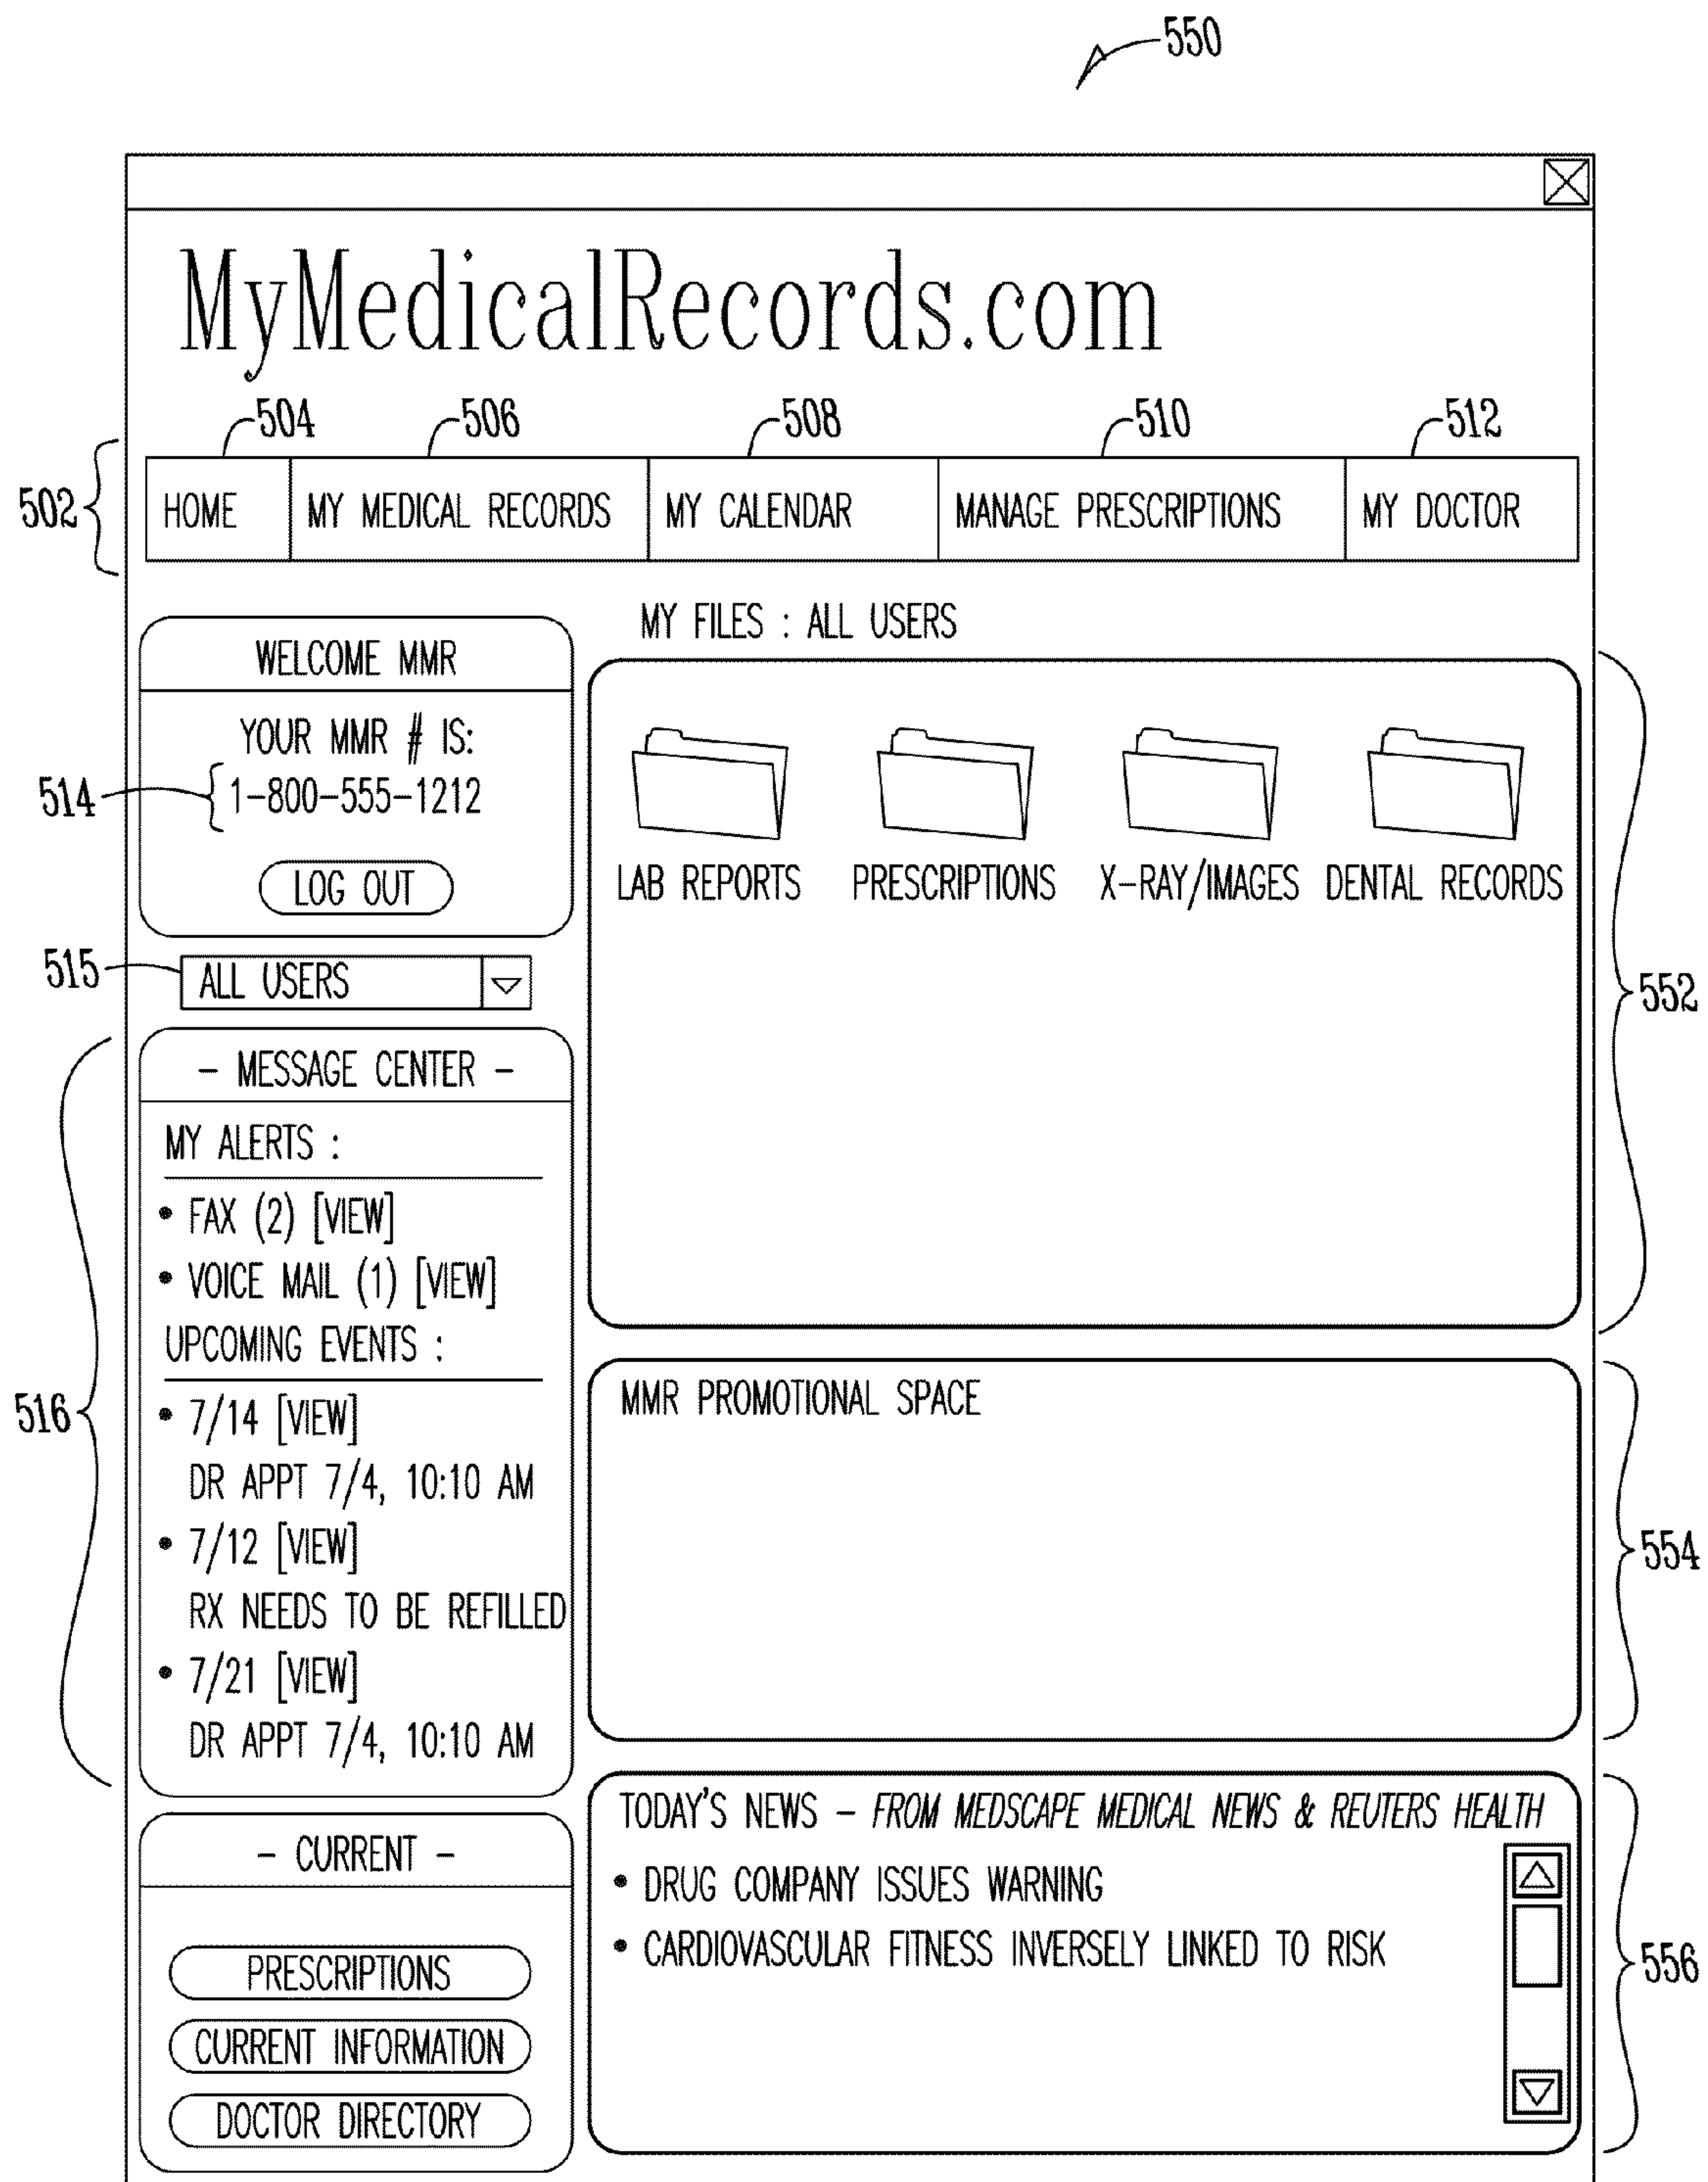 550
MyMedicalRecords.com
504 506 508 510 512
502
HOME MY MEDICAL RECORDS MY CALENDAR MANAGE PRESCRIPTIONS MY DOCTOR
WELCOME MMR
YOUR MMR # IS:
514
1-800-555-1212
LOG OUT
515
ALL USERS
516
- MESSAGE CENTER -
MY ALERTS :
• FAX (2) [VIEW]
• VOICE MAIL (1) [VIEW]
UPCOMING EVENTS :
• 7/14 [VIEW]
DR APPT 7/4, 10:10 AM
• 7/12 [VIEW]
RX NEEDS TO BE REFILLED
• 7/21 [VIEW]
DR APPT 7/4, 10:10 AM
- CURRENT -
PRESCRIPTIONS
CURRENT INFORMATION
DOCTOR DIRECTORY
MY FILES : ALL USERS
LAB REPORTS PRESCRIPTIONS X-RAY/IMAGES DENTAL RECORDS
552
MMR PROMOTIONAL SPACE
554
TODAY'S NEWS - FROM MEDSCAPE MEDICAL NEWS & REUTERS HEALTH
• DRUG COMPANY ISSUES WARNING
• CARDIOVASCULAR FITNESS INVERSELY LINKED TO RISK
556